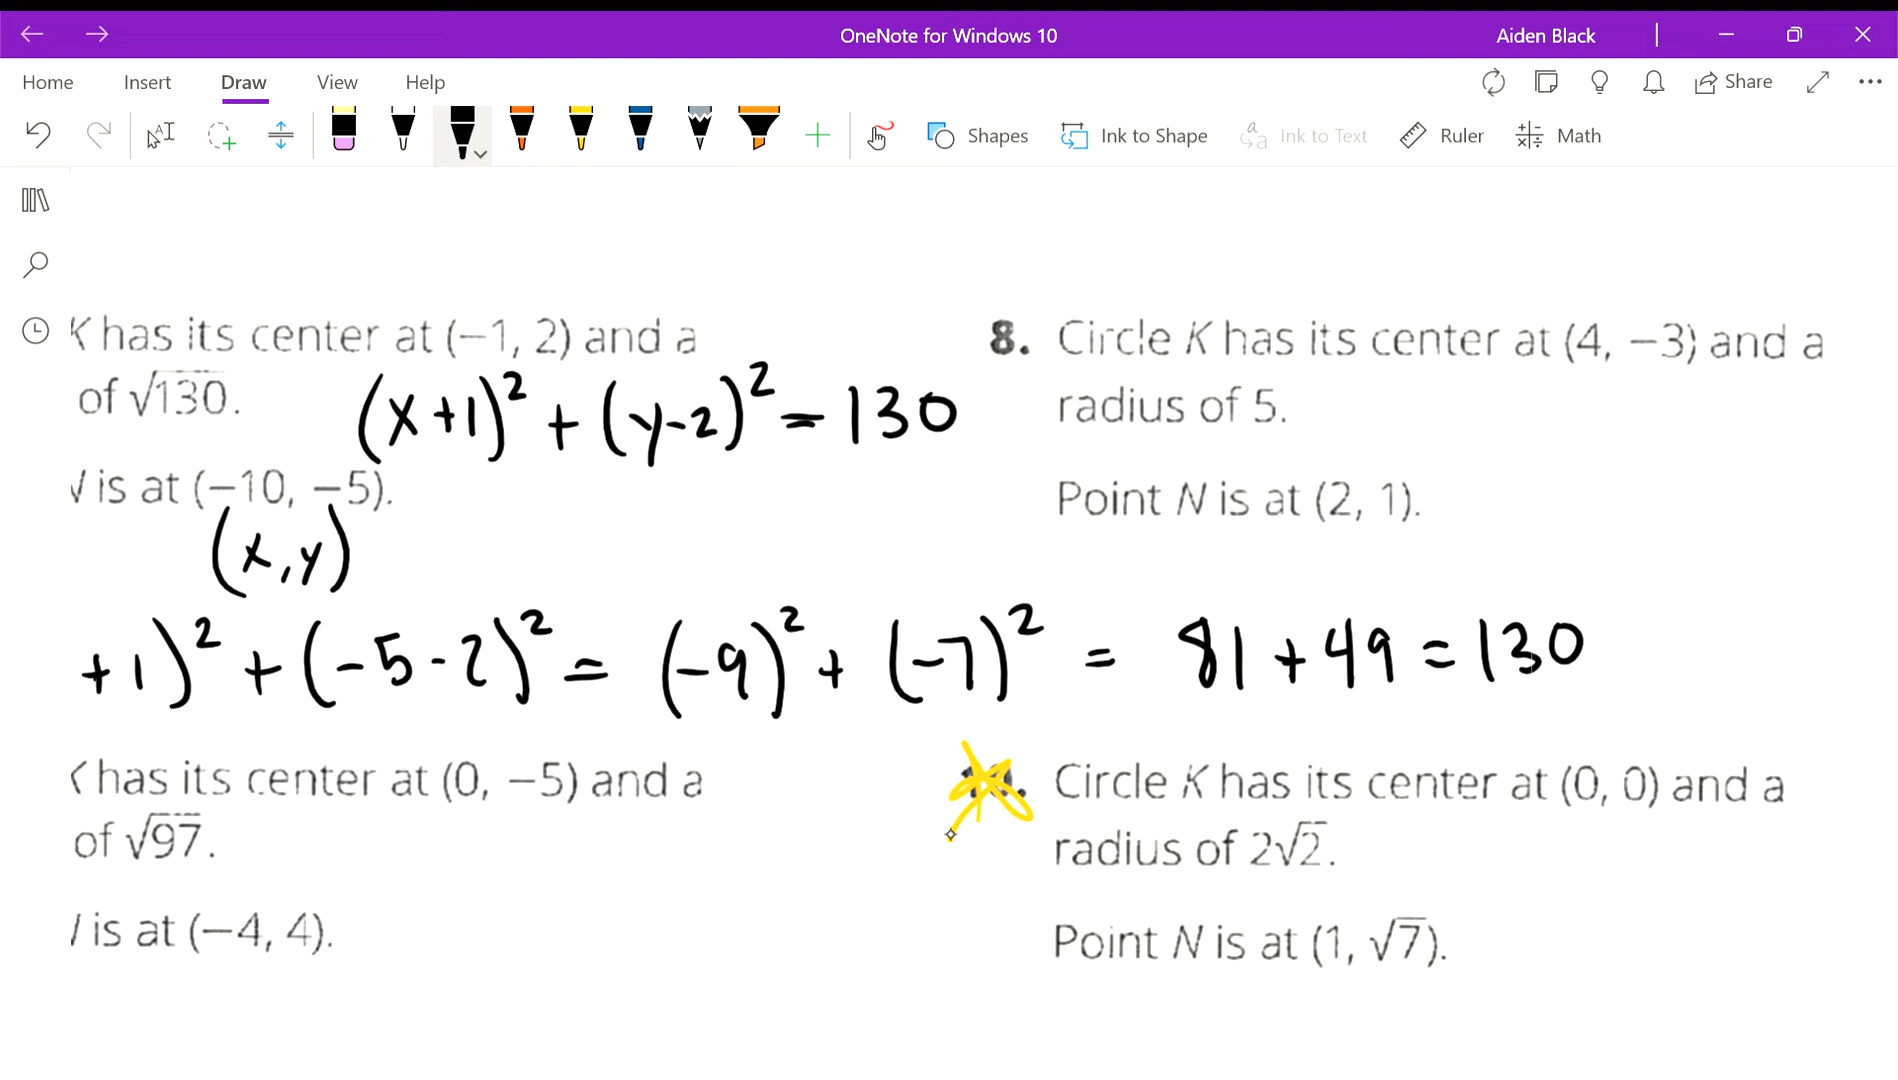 OneNote for Windows 10
Aiden Black
Home Insert Draw View Help
Share
Shapes Ink to Shape Ink to Text Ruler Math
K has its center at (−1, 2) and a
of √130.
(x+1)² + (y-2)² = 130
is at (−10, −5).
(x,y)
+1)² + (-5-2)² = (-9)² + (-7)² = 81 + 49 = 130
has its center at (0, −5) and a
of √97.
is at (−4, 4).
8. Circle K has its center at (4, −3) and a
radius of 5.
Point N is at (2, 1).
Circle K has its center at (0, 0) and a
radius of 2√2.
Point N is at (1, √7).